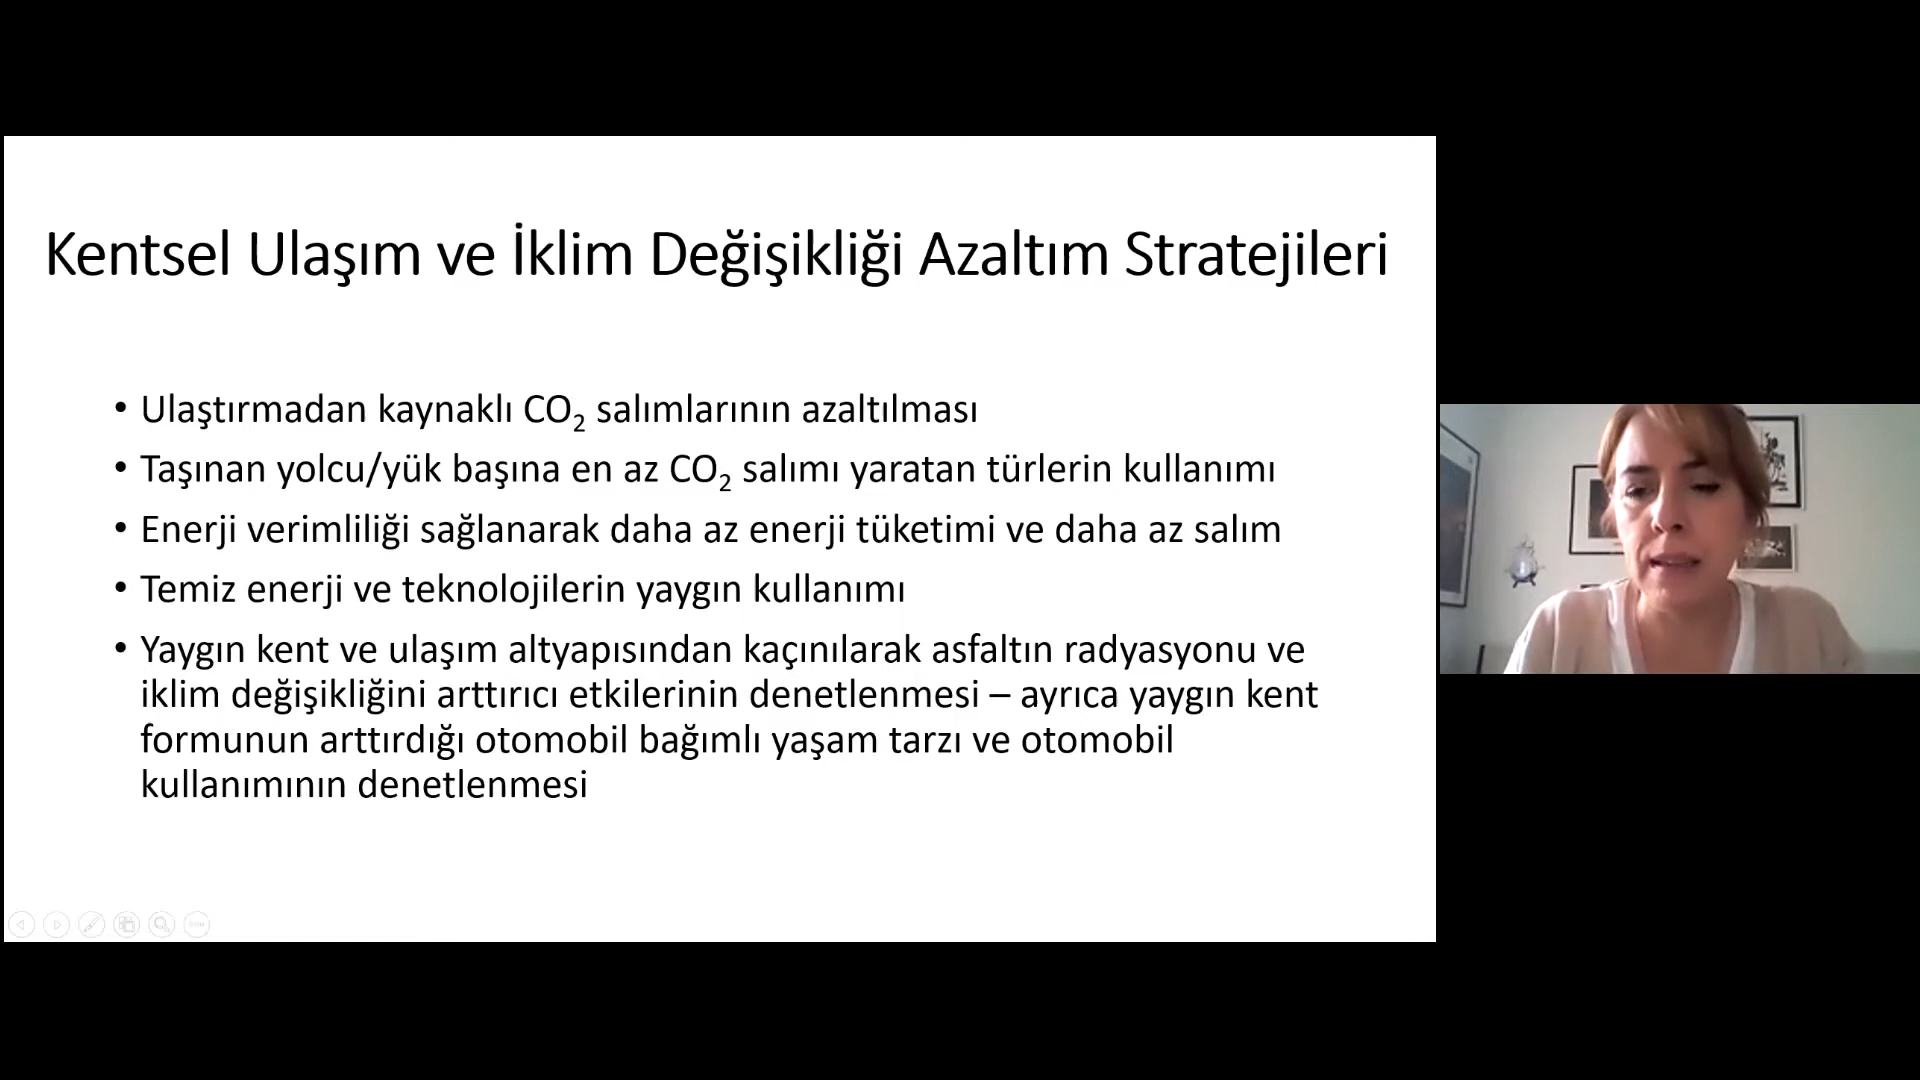 Kentsel Ulaşım ve İklim Değişikliği Azaltım Stratejileri
• Ulaştırmadan kaynaklı CO₂ salımlarının azaltılması
• Taşınan yolcu/yük başına en az CO₂ salımı yaratan türlerin kullanımı
• Enerji verimliliği sağlanarak daha az enerji tüketimi ve daha az salım
• Temiz enerji ve teknolojilerin yaygın kullanımı
• Yaygın kent ve ulaşım altyapısından kaçınılarak asfaltın radyasyonu ve
iklim değişikliğini arttırıcı etkilerinin denetlenmesi – ayrıca yaygın kent
formunun arttırdığı otomobil bağımlı yaşam tarzı ve otomobil
kullanımının denetlenmesi